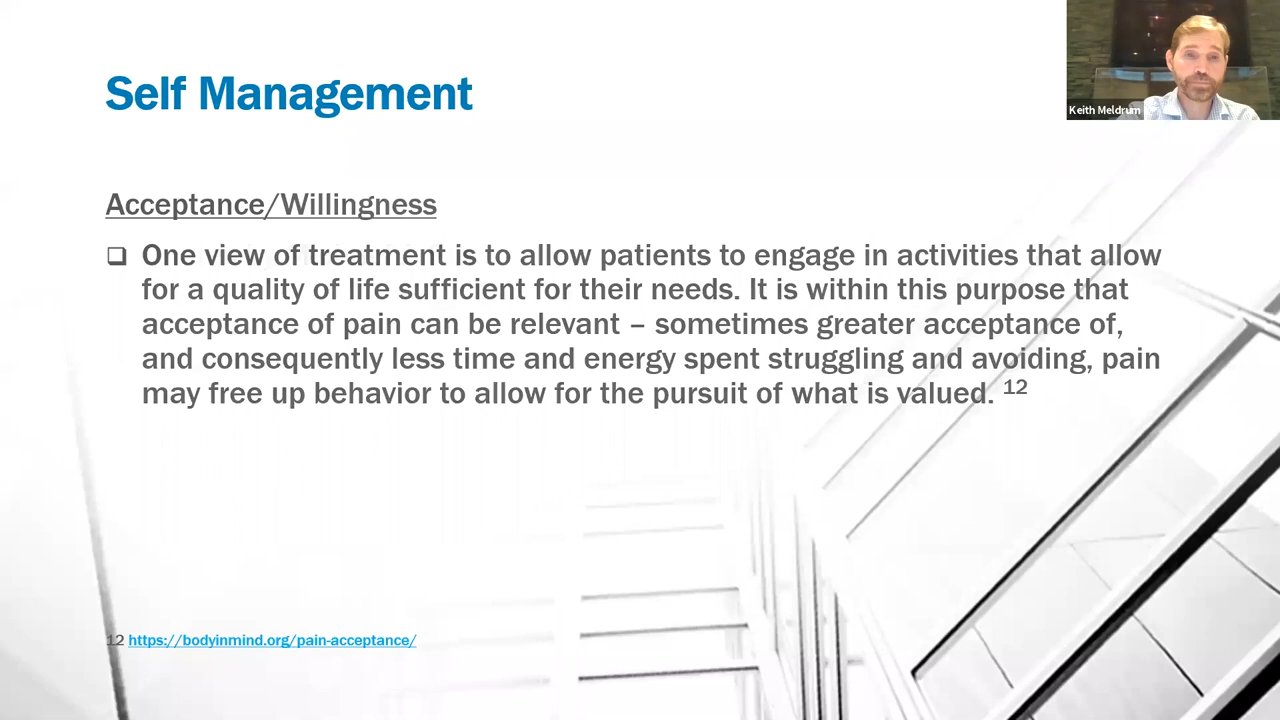 Self Management
Keith Meldrum
Acceptance/Willingness
❑ One view of treatment is to allow patients to engage in activities that allow
for a quality of life sufficient for their needs. It is within this purpose that
acceptance of pain can be relevant – sometimes greater acceptance of,
and consequently less time and energy spent struggling and avoiding, pain
may free up behavior to allow for the pursuit of what is valued. 12
12 https://bodyinmind.org/pain-acceptance/